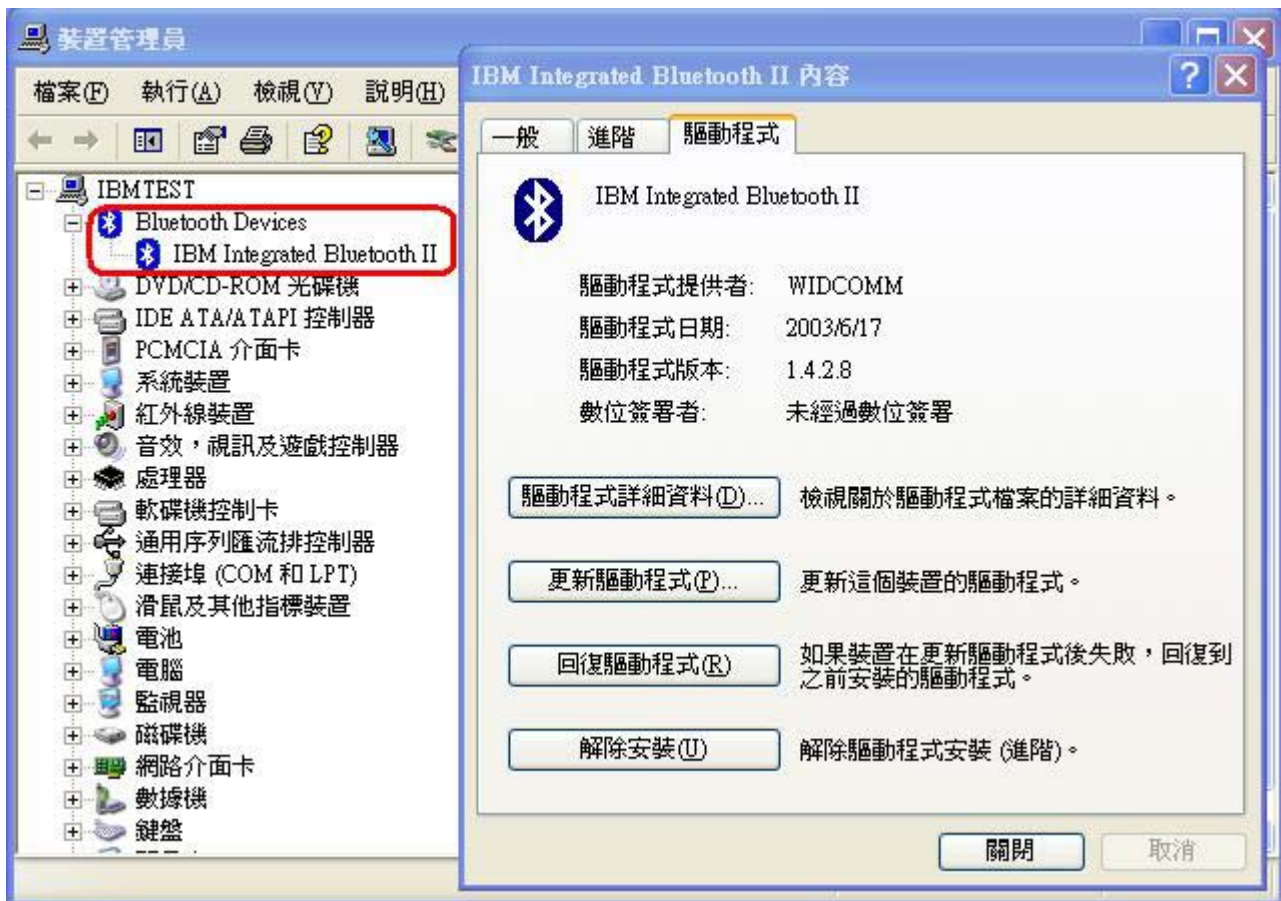 裝置管理員
檔案(F) 執行(A) 檢視(V) 說明(H)
IBMTEST
Bluetooth Devices
IBM Integrated Bluetooth II
DVD/CD-ROM 光碟機
IDE ATA/ATAPI 控制器
PCMCIA 介面卡
系統裝置
紅外線裝置
音效,視訊及遊戲控制器
處理器
軟碟機控制卡
通用序列匯流排控制器
連接埠 (COM 和 LPT)
滑鼠及其他指標裝置
電池
電腦
監視器
磁碟機
網路介面卡
數據機
鍵盤
IBM Integrated Bluetooth II 內容
一般 進階 驅動程式
IBM Integrated Bluetooth II
驅動程式提供者: WIDCOMM
驅動程式日期: 2003/6/17
驅動程式版本: 1.4.2.8
數位簽署者: 未經過數位簽署
驅動程式詳細資料(D)... 檢視關於驅動程式檔案的詳細資料。
更新驅動程式(P)... 更新這個裝置的驅動程式。
回復驅動程式(R) 如果裝置在更新驅動程式後失敗,回復到
之前安裝的驅動程式。
解除安裝(U) 解除驅動程式安裝 (進階)。
關閉 取消